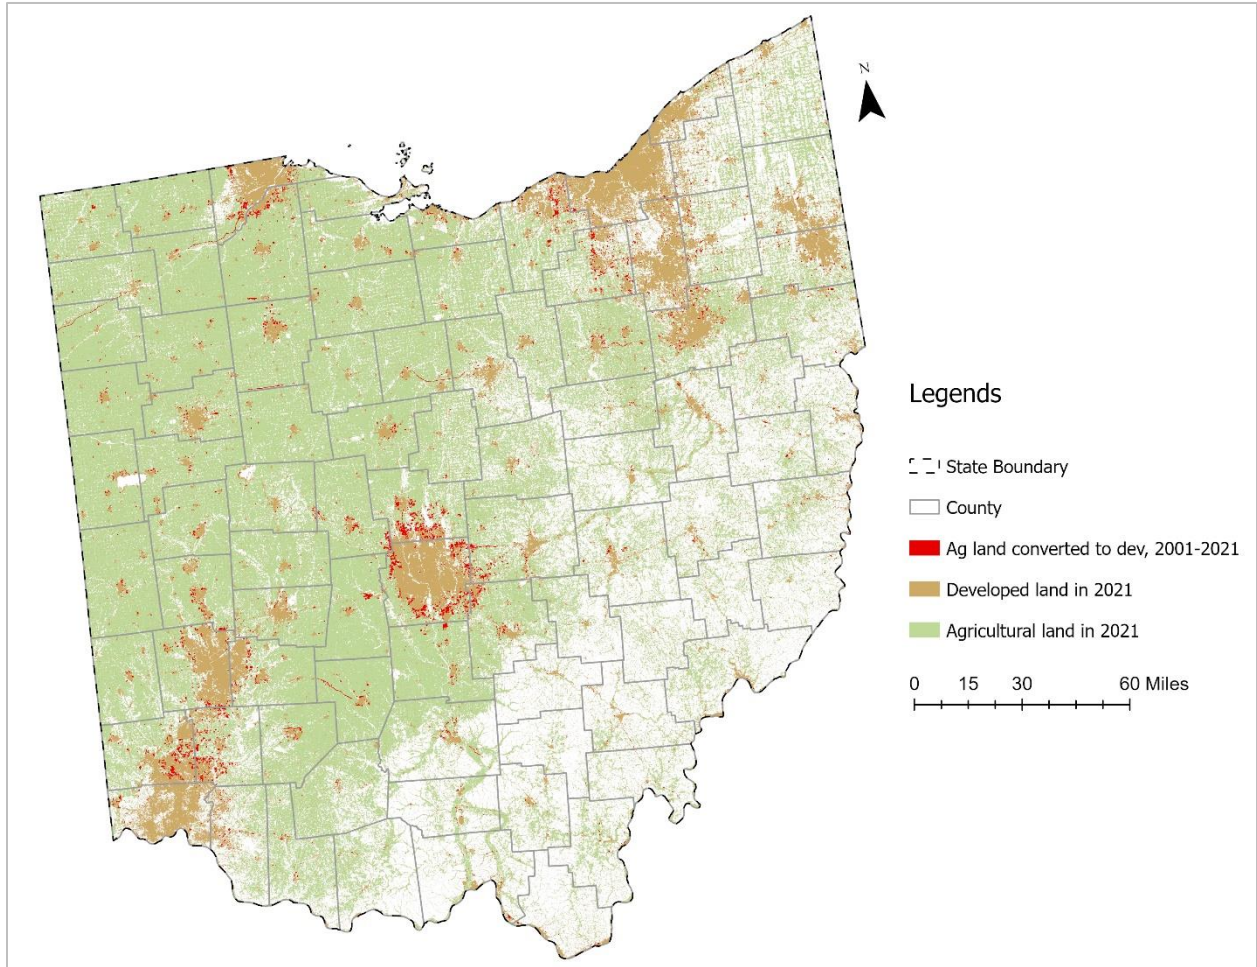 N
Legends
State Boundary
County
Ag land converted to dev, 2001-2021
Developed land in 2021
Agricultural land in 2021
0 15 30 60 Miles